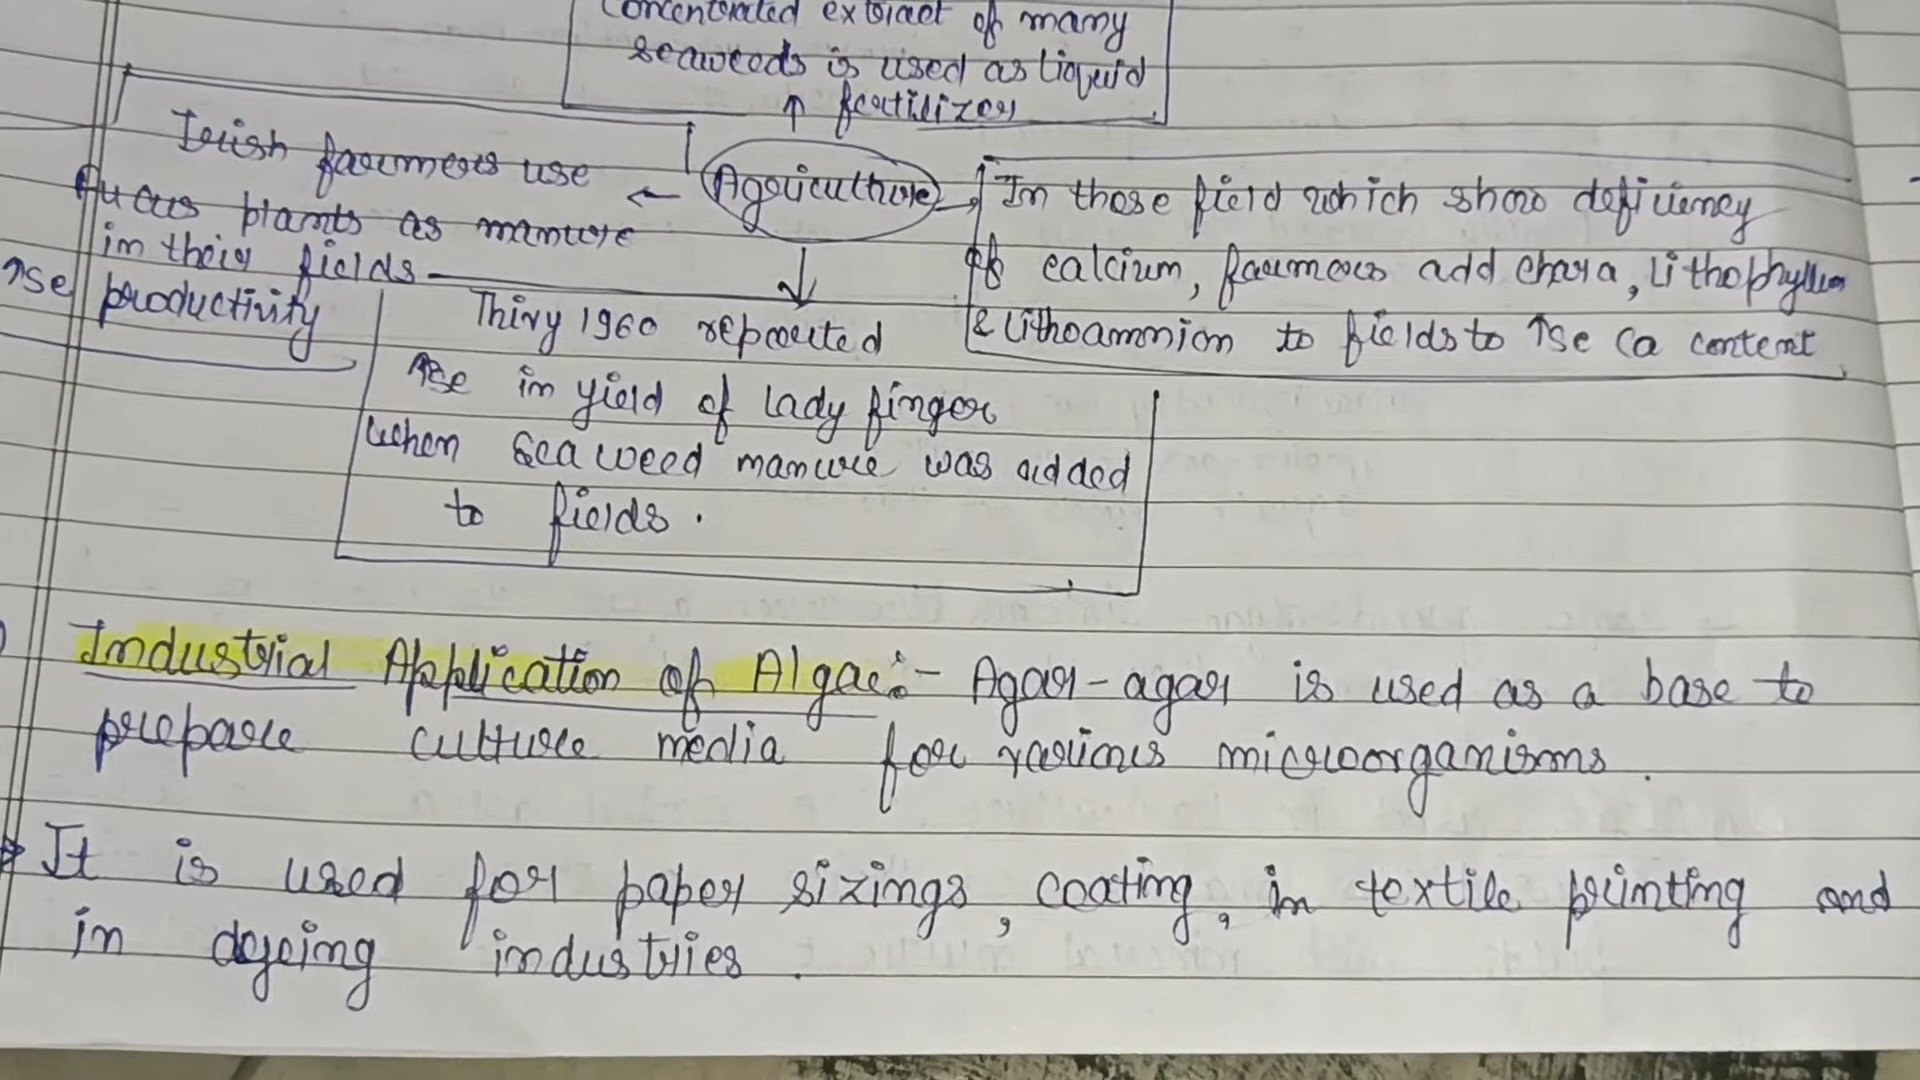 Concentrated extract of many
seaweeds is used as liquid
↑ fertilizer
Irish farmers use
fucus plants as manure
in their fields
↑se productivity
← Agriculture →
In those field which show deficiency
of calcium, farmers add chara, Lithophyllum
& Lithoamnion to fields to ↑se Ca content
↓
Thivy 1960 reported
↑se in yield of lady finger
when seaweed manure was added
to fields.
Industrial Application of Algae:- Agar-agar is used as a base to
prepare culture media for various microorganisms.
It is used for paper sizings, coating, in textile printing and
in dyeing industries.